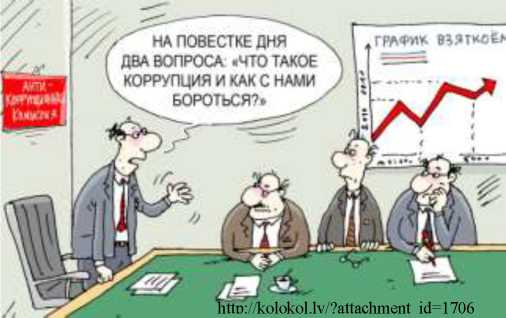 НА ПОВЕСТКЕ ДНЯ
ДВА ВОПРОСА: «ЧТО ТАКОЕ
КОРРУПЦИЯ И КАК С НАМИ
БОРОТЬСЯ?»
ГРАФИК ВЗЯТКОЁМ
АНТИ-
КОРРУПЦИОННАЯ
КОМИССИЯ
http://kolokol.lv/?attachment_id=1706